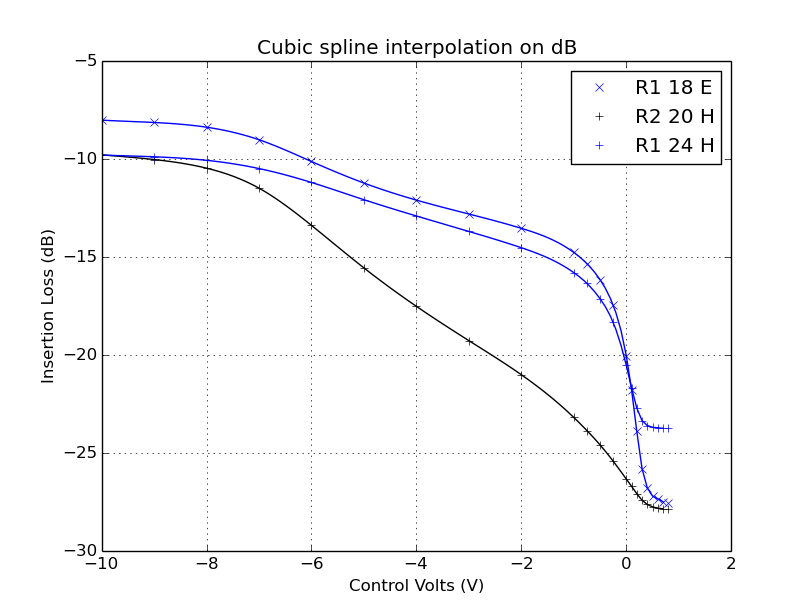 Cubic spline interpolation on dB
−5
−10
−15
−20
−25
−30
Insertion Loss (dB)
R1 18 E
R2 20 H
R1 24 H
−10 −8 −6 −4 −2 0 2
Control Volts (V)